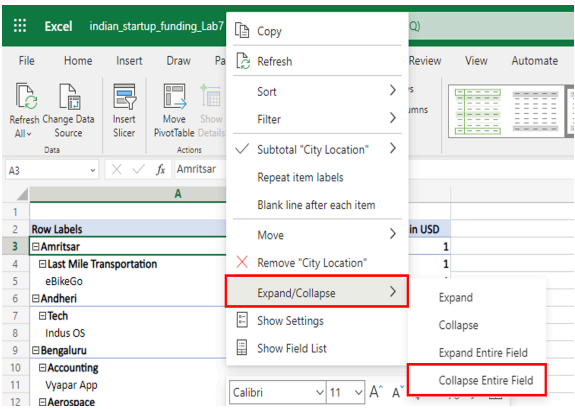 Excel indian_startup_funding_Lab7
File Home Insert Draw Pa
Review View Automate
Refresh All
Change Data Source
Insert Slicer
Move PivotTable
Show Details
Data
Actions
A3
fx Amritsar
A
1
2 Row Labels in USD
3 Amritsar 1
4 Last Mile Transportation 1
5 eBikeGo
6 Andheri
7 Tech
8 Indus OS
9 Bengaluru
10 Accounting
11 Vyapar App
12 Aerospace
Copy
Refresh
Sort
Filter
Subtotal "City Location"
Repeat item labels
Blank line after each item
Move
Remove "City Location"
Expand/Collapse
Show Settings
Show Field List
Expand
Collapse
Expand Entire Field
Collapse Entire Field
Calibri 11 A A